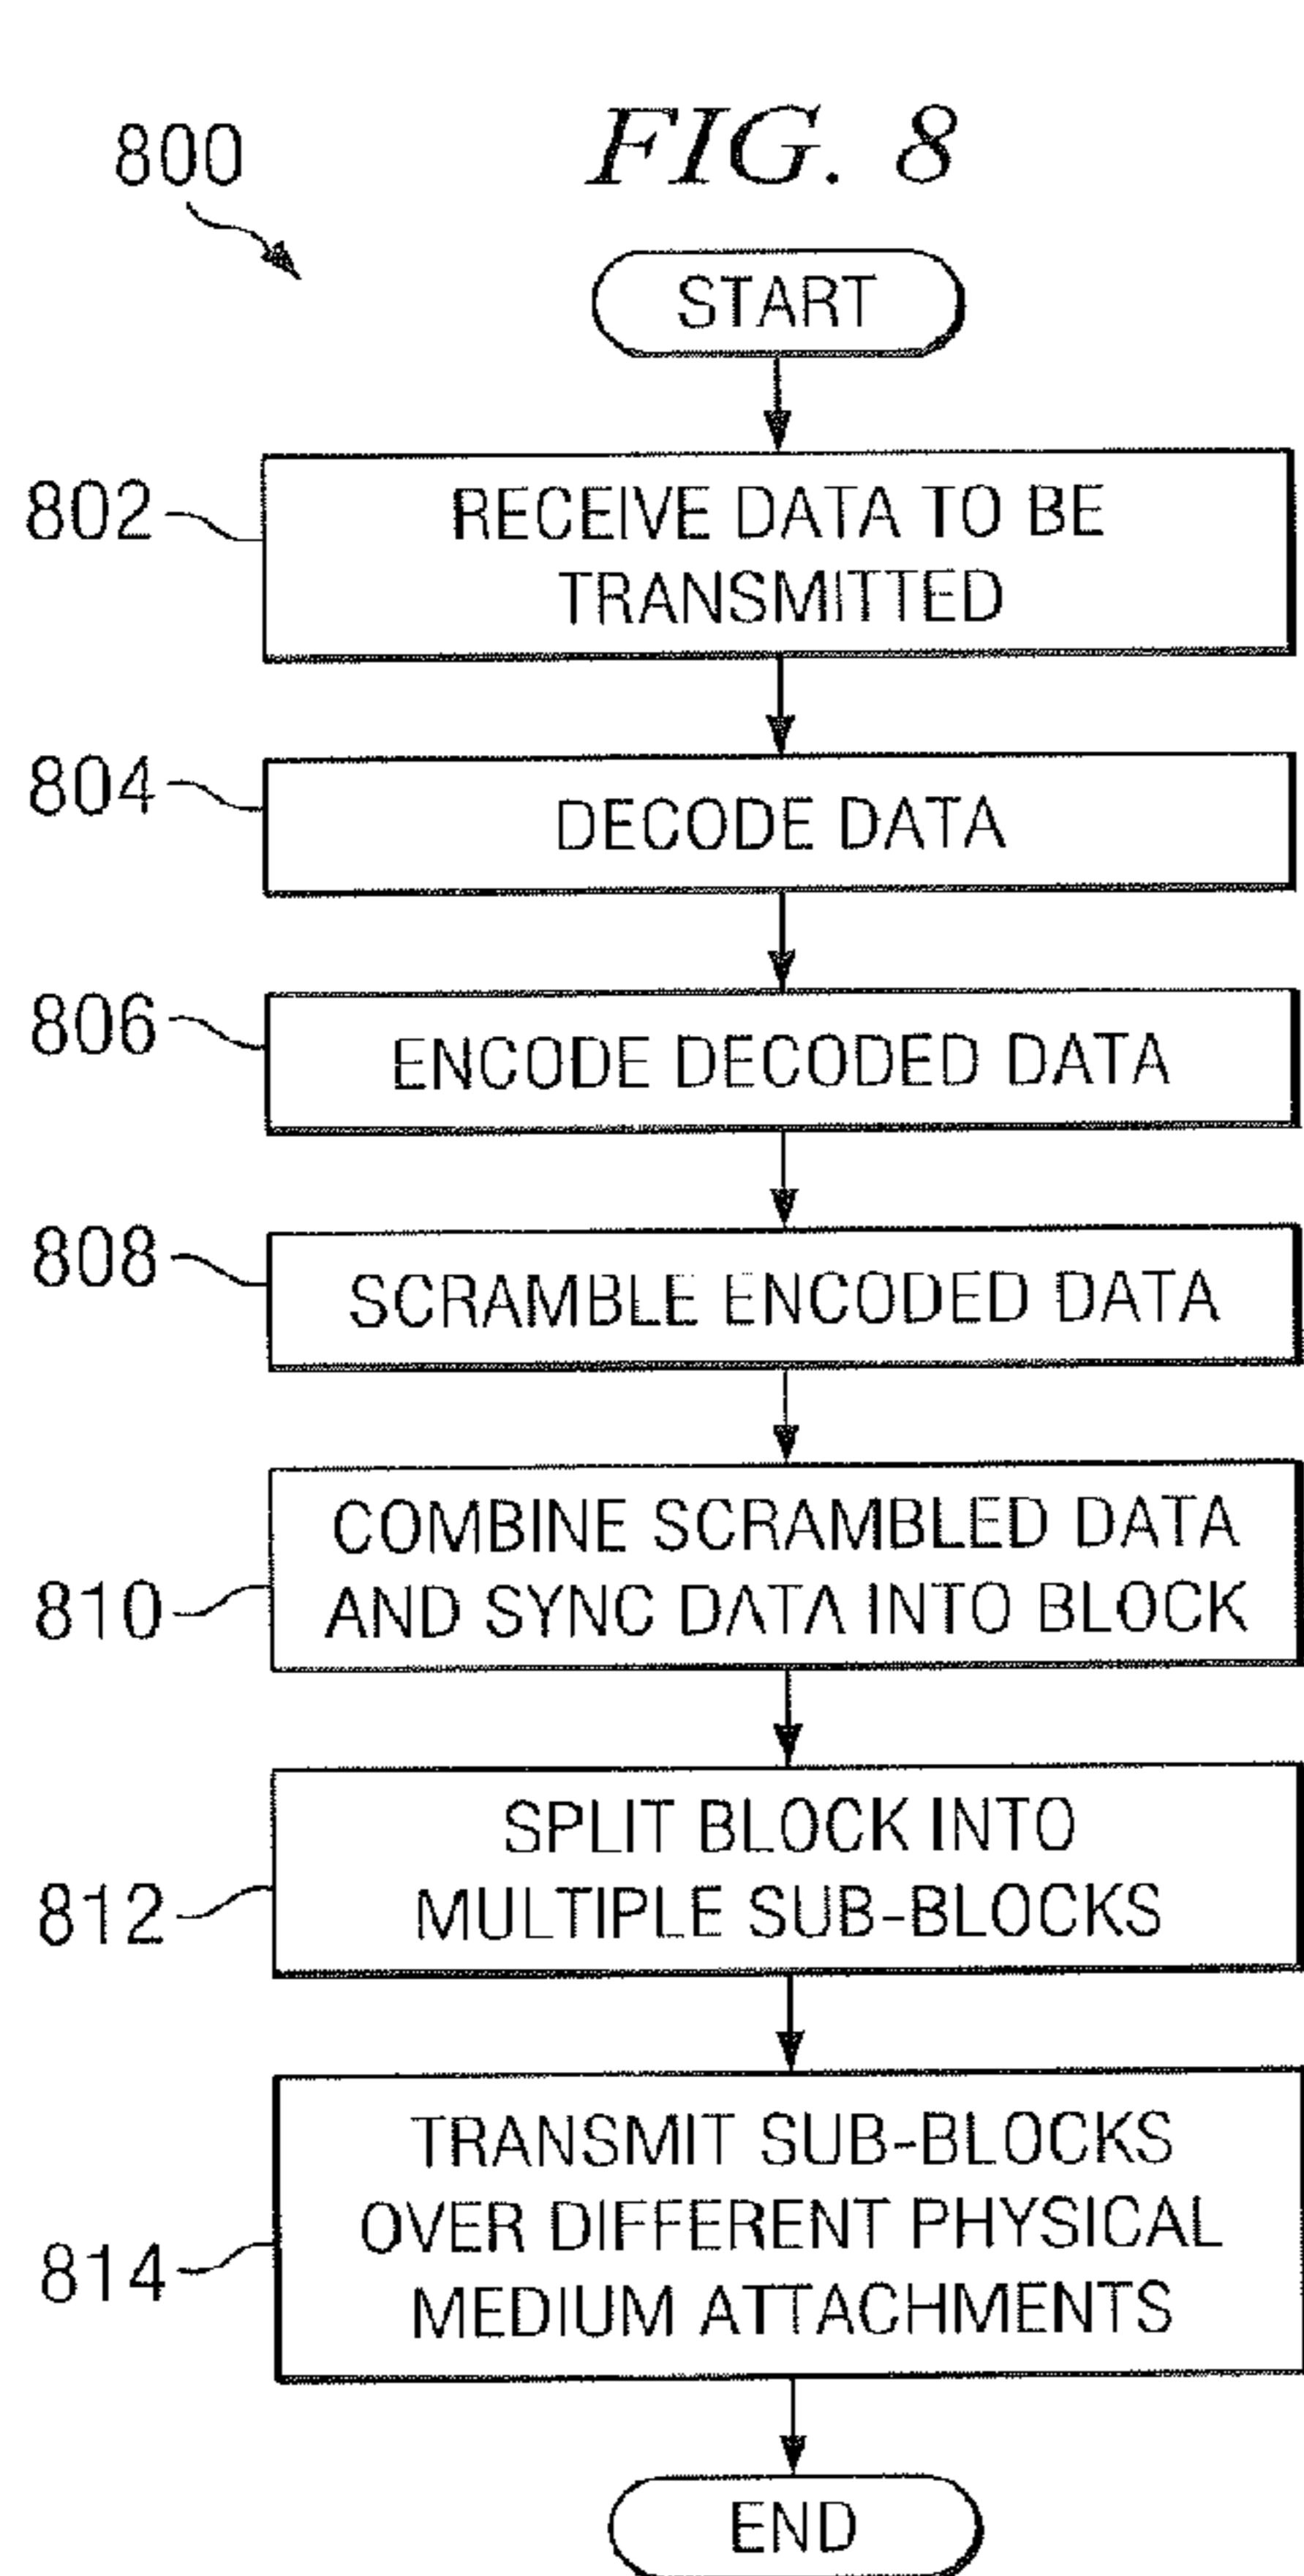 FIG. 8
800
START
802
RECEIVE DATA TO BE
TRANSMITTED
804
DECODE DATA
806
ENCODE DECODED DATA
808
SCRAMBLE ENCODED DATA
810
COMBINE SCRAMBLED DATA
AND SYNC DATA INTO BLOCK
812
SPLIT BLOCK INTO
MULTIPLE SUB-BLOCKS
814
TRANSMIT SUB-BLOCKS
OVER DIFFERENT PHYSICAL
MEDIUM ATTACHMENTS
END